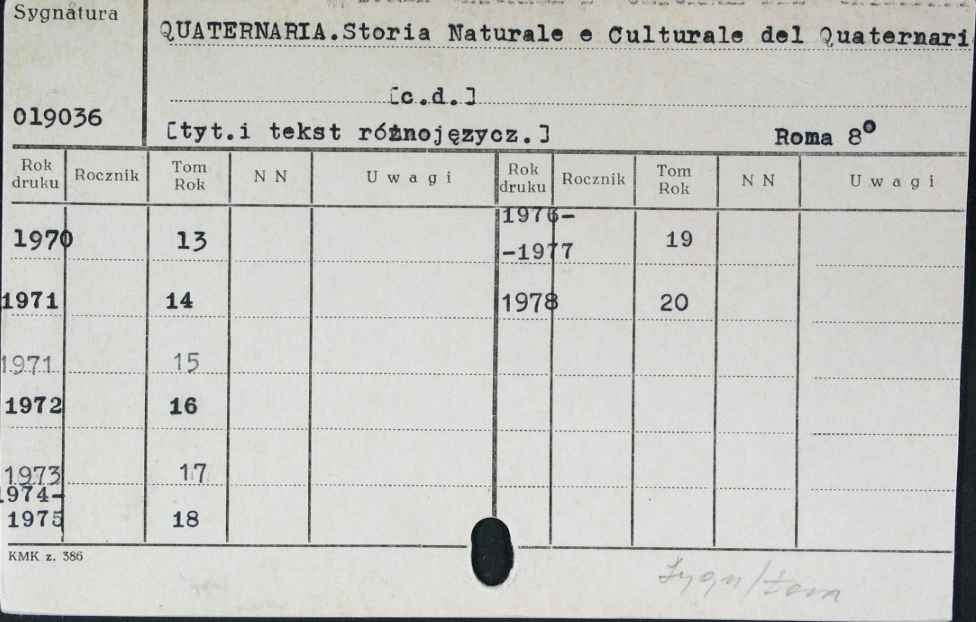 Sygnatura
QUATERNARIA.Storia Naturale e Culturale del Quaternari
[c.d.]
019036
[tyt.i tekst różnojęzycz.] Roma 8°
Rok druku Rocznik Tom Rok N N Uwagi Rok druku Rocznik Tom Rok N N Uwagi
1970 13 1976-
-1977 19
1971 14 1978 20
1971 15
1972 16
1973 17
1974-
1975 18
KMK z. 386